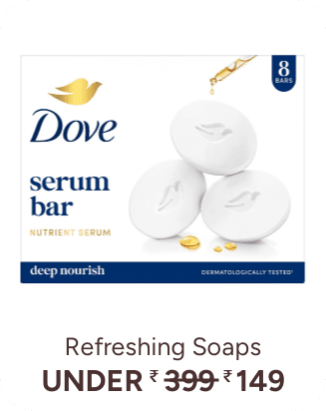 8
BARS
Dove
serum
bar
NUTRIENT SERUM
deep nourish
DERMATOLOGICALLY TESTED*
Refreshing Soaps
UNDER ₹399 ₹149